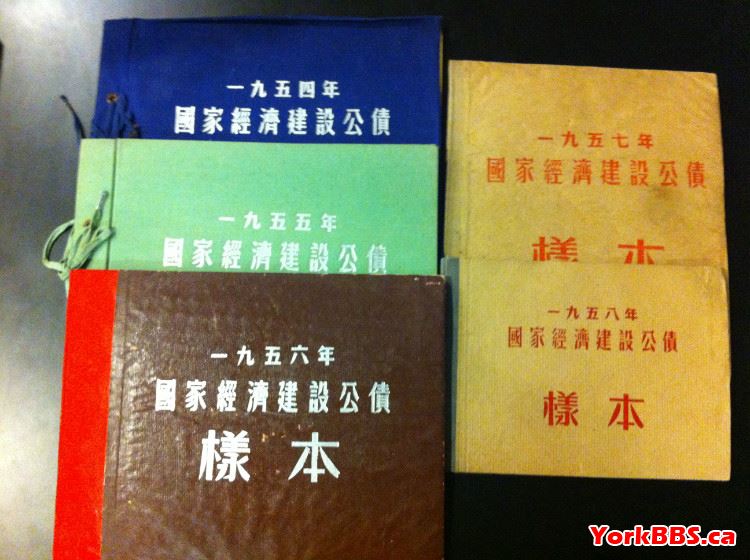 一九五四年
國家經濟建設公債
一九五五年
國家經濟建設公債
一九五六年
國家經濟建設公債
樣本
一九五七年
國家經濟建設公債
樣本
一九五八年
國家經濟建設公債
樣本
YorkBBS.ca